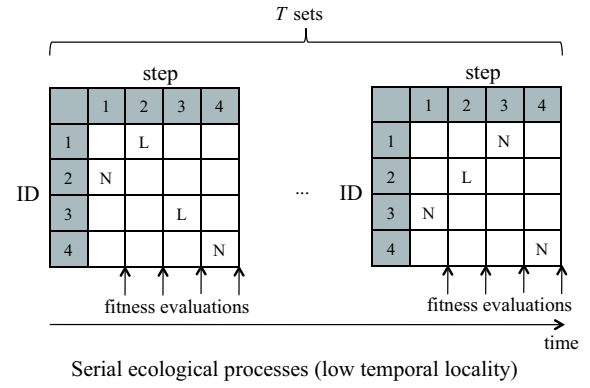 T sets
step step
1 2 3 4 1 2 3 4
1 L 1 N
2 N 2 L
ID ... ID
3 L 3 N
4 N 4 N
fitness evaluations fitness evaluations
time
Serial ecological processes (low temporal locality)